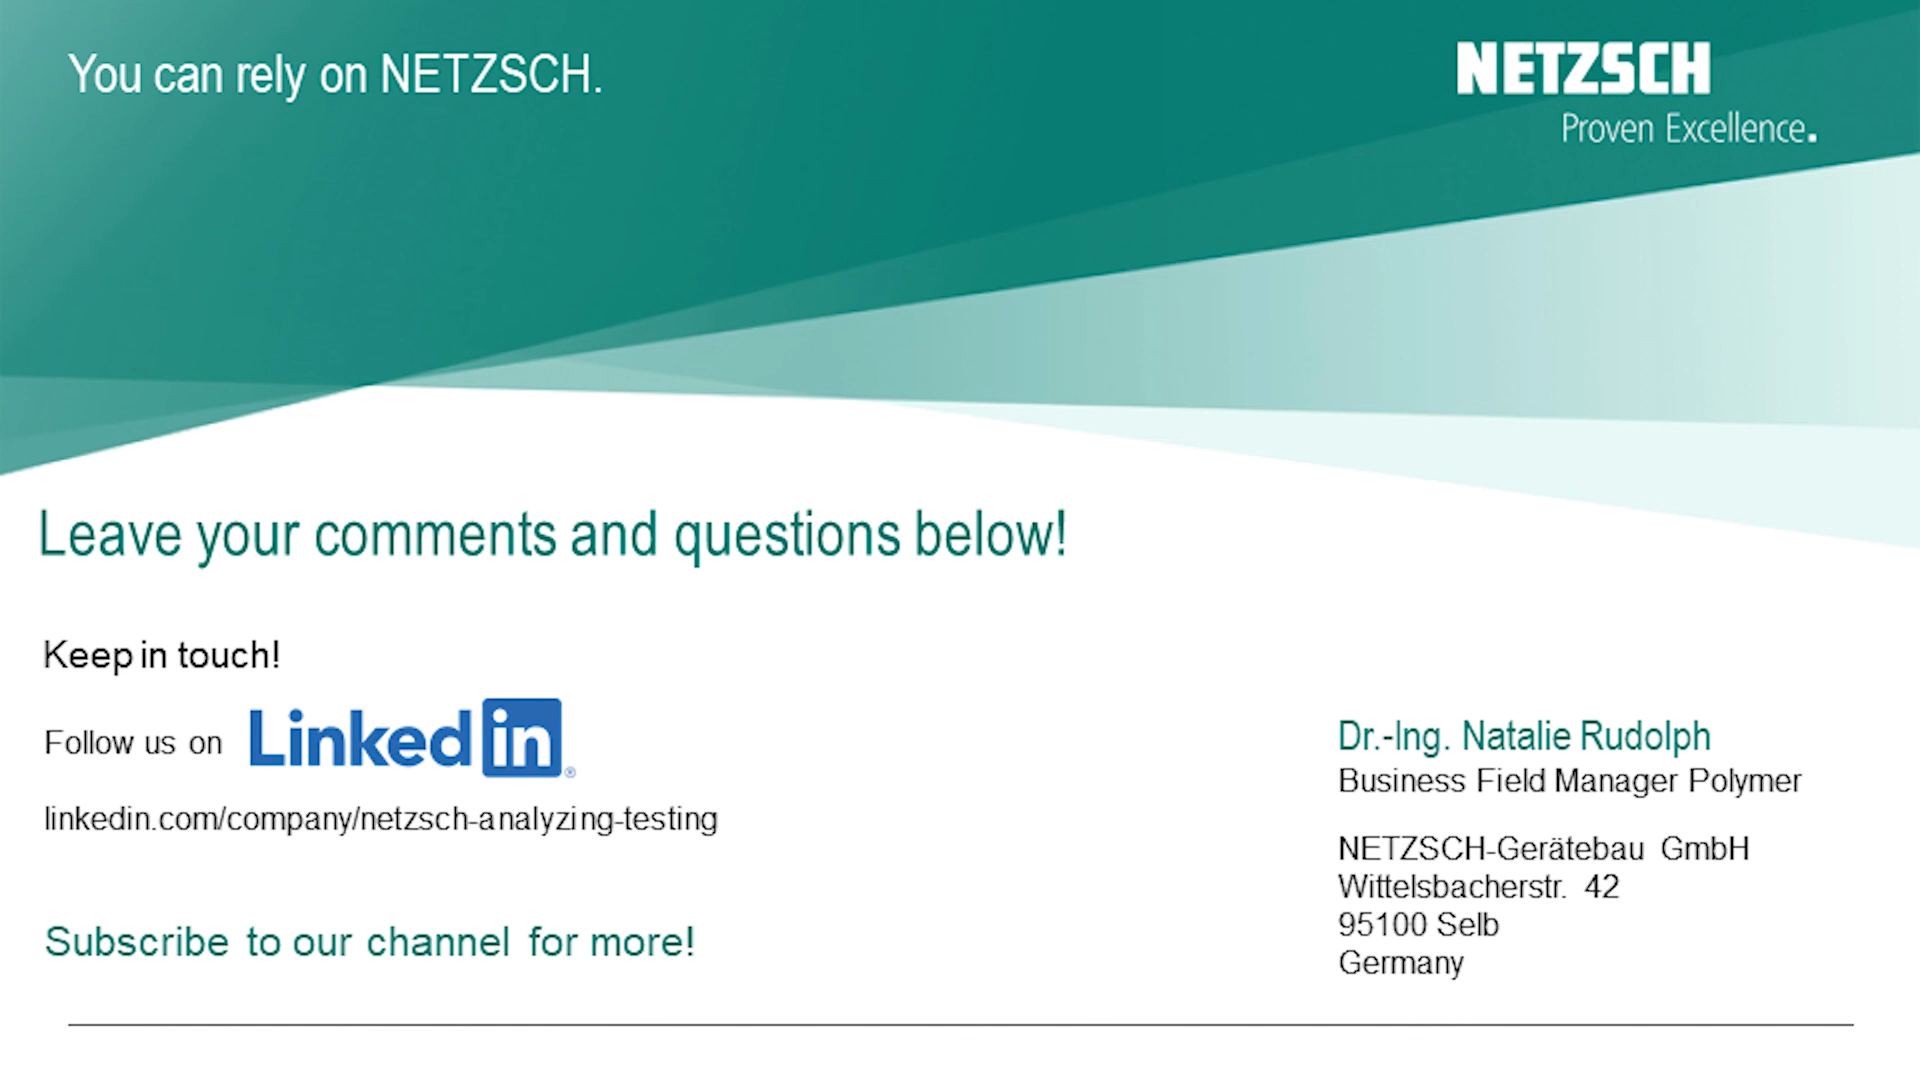 You can rely on NETZSCH.
NETZSCH
Proven Excellence.
Leave your comments and questions below!
Keep in touch!
Follow us on LinkedIn®
linkedin.com/company/netzsch-analyzing-testing
Subscribe to our channel for more!
Dr.-Ing. Natalie Rudolph
Business Field Manager Polymer
NETZSCH-Gerätebau GmbH
Wittelsbacherstr. 42
95100 Selb
Germany